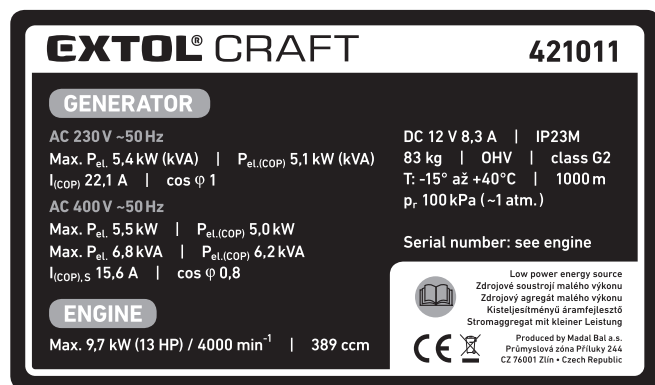 EXTOL® CRAFT 421011
GENERATOR
AC 230 V ~50 Hz
Max. Pel. 5,4 kW (kVA) | Pel.(COP) 5,1 kW (kVA)
I(COP) 22,1 A | cos φ 1
AC 400 V ~50 Hz
Max. Pel. 5,5 kW | Pel.(COP) 5,0 kW
Max. Pel. 6,8 kVA | Pel.(COP) 6,2 kVA
I(COP),S 15,6 A | cos φ 0,8
ENGINE
Max. 9,7 kW (13 HP) / 4000 min⁻¹ | 389 ccm
DC 12 V 8,3 A | IP23M
83 kg | OHV | class G2
T: -15° až +40°C | 1000 m
pr 100 kPa (~1 atm.)
Serial number: see engine
Low power energy source
Zdrojové soustrojí malého výkonu
Zdrojový agregát malého výkonu
Kisteljesítményű áramfejlesztő
Stromaggregat mit kleiner Leistung
CE
Produced by Madal Bal a.s.
Průmyslová zóna Příluky 244
CZ 76001 Zlín • Czech Republic